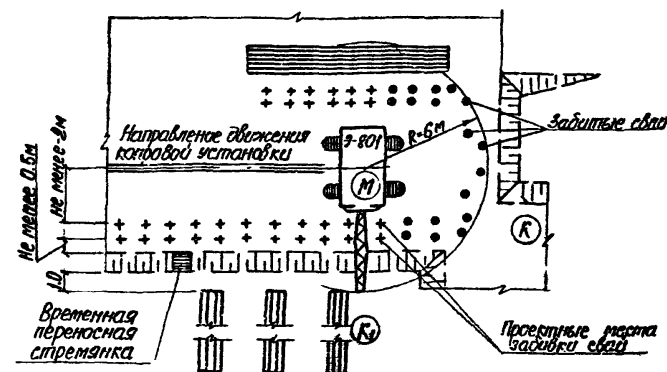 Направленое движения
копровой установки
Э-801
R=6м
Забитые сваи
М
К
не менее 2м
Не менее 0.5м
1.0
Временная
переносная
стремянка
К₁
Проектные места
забивки свай